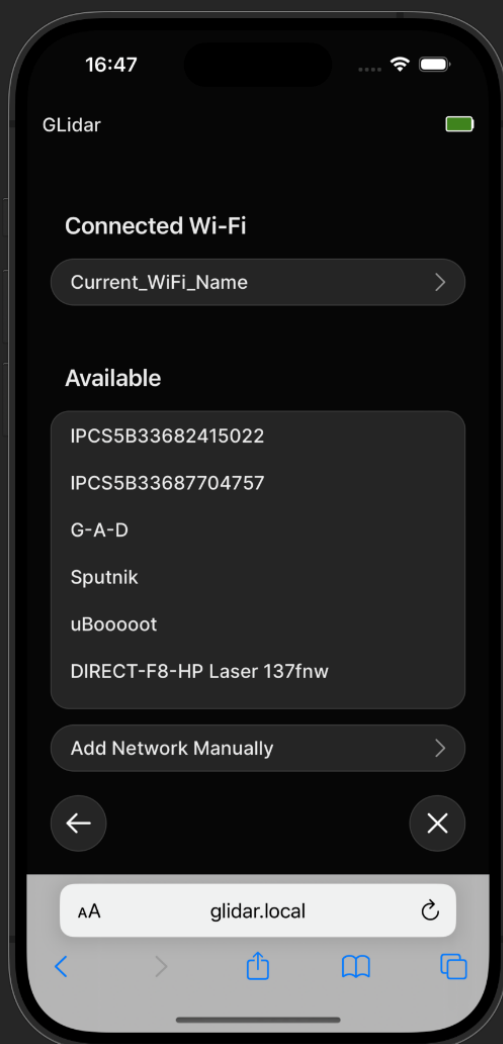 16:47
GLidar
Connected Wi-Fi
Current_WiFi_Name
Available
IPCS5B33682415022
IPCS5B33687704757
G-A-D
Sputnik
uBooooot
DIRECT-F8-HP Laser 137fnw
Add Network Manually
AA
glidar.local